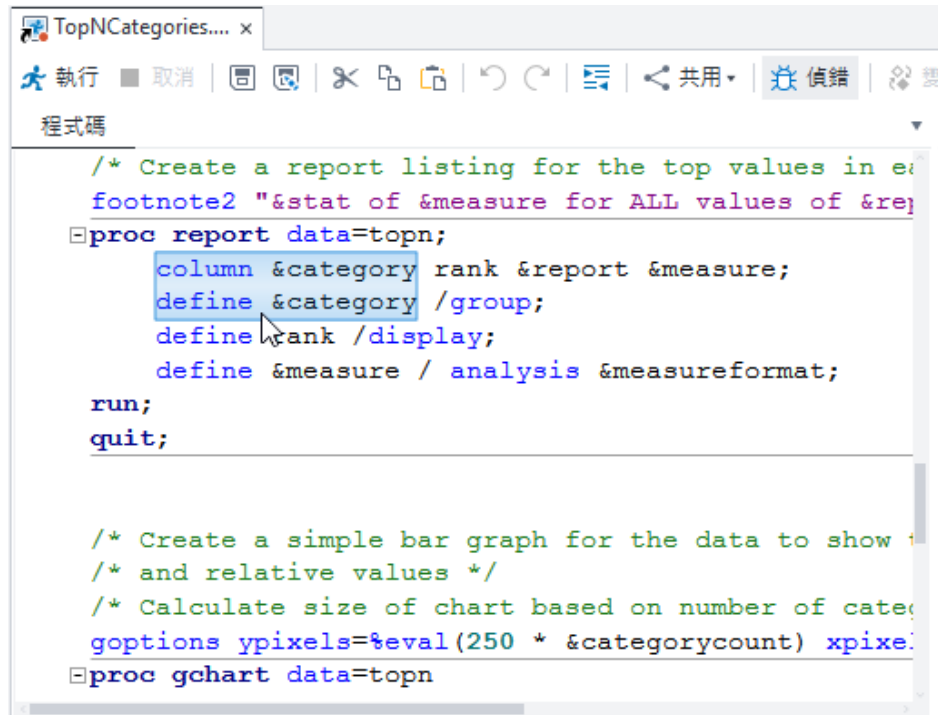 TopNCategories.... ×
執行 取消 共用 偵錯
程式碼
/* Create a report listing for the top values in
footnote2 "&stat of &measure for ALL values of
proc report data=topn;
column &category rank &report &measure;
define &category /group;
define rank /display;
define &measure / analysis &measureformat;
run;
quit;
/* Create a simple bar graph for the data to show
/* and relative values */
/* Calculate size of chart based on number of
goptions ypixels=%eval(250 * &categorycount)
proc gchart data=topn